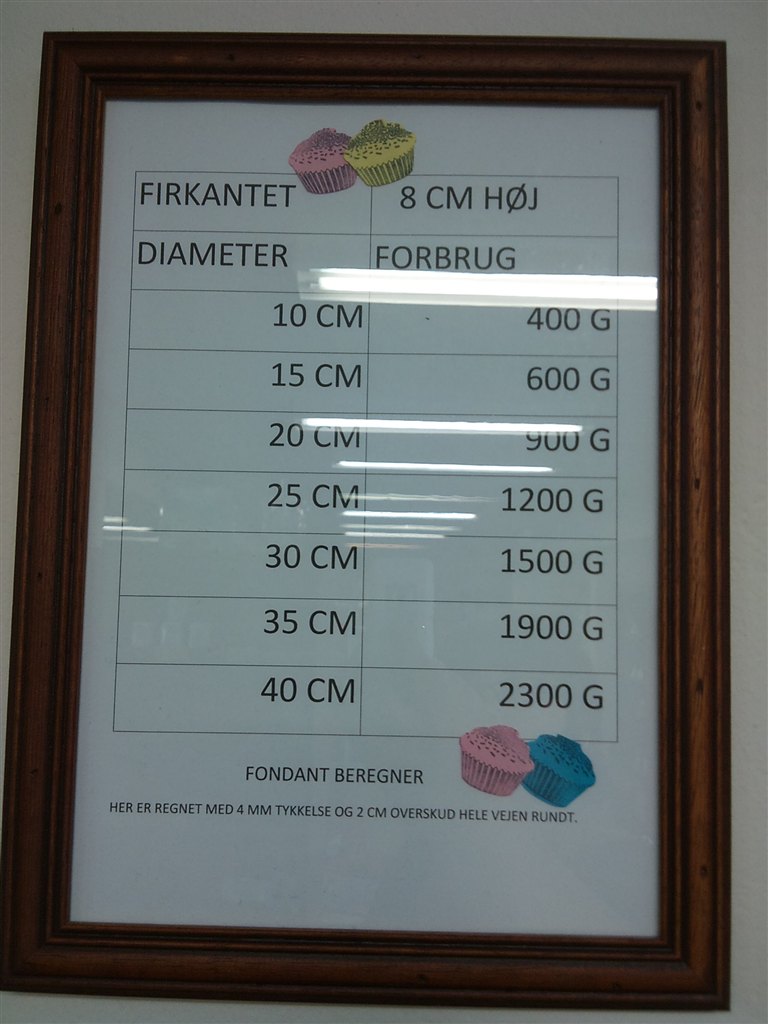 FIRKANTET 8 CM HØJ
DIAMETER FORBRUG
10 CM 400 G
15 CM 600 G
20 CM 900 G
25 CM 1200 G
30 CM 1500 G
35 CM 1900 G
40 CM 2300 G
FONDANT BEREGNER
HER ER REGNET MED 4 MM TYKKELSE OG 2 CM OVERSKUD HELE VEJEN RUNDT.